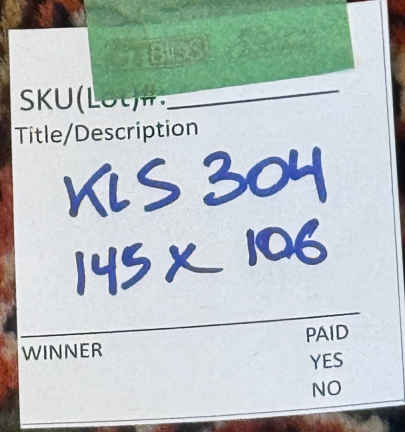 SKU(Lot)#:
Title/Description
KLS 304
145 x 106
WINNER
PAID
YES
NO